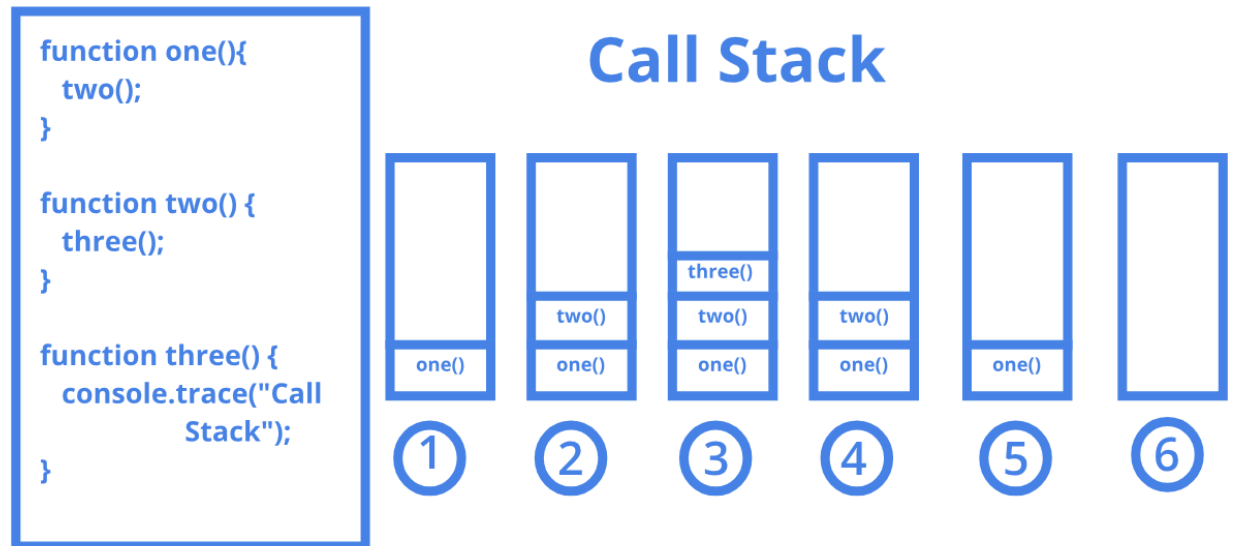 function one(){
two();
}
function two() {
three();
}
function three() {
console.trace("Call
Stack");
}
Call Stack
one()
two()
one()
three()
two()
one()
two()
one()
one()
1
2
3
4
5
6